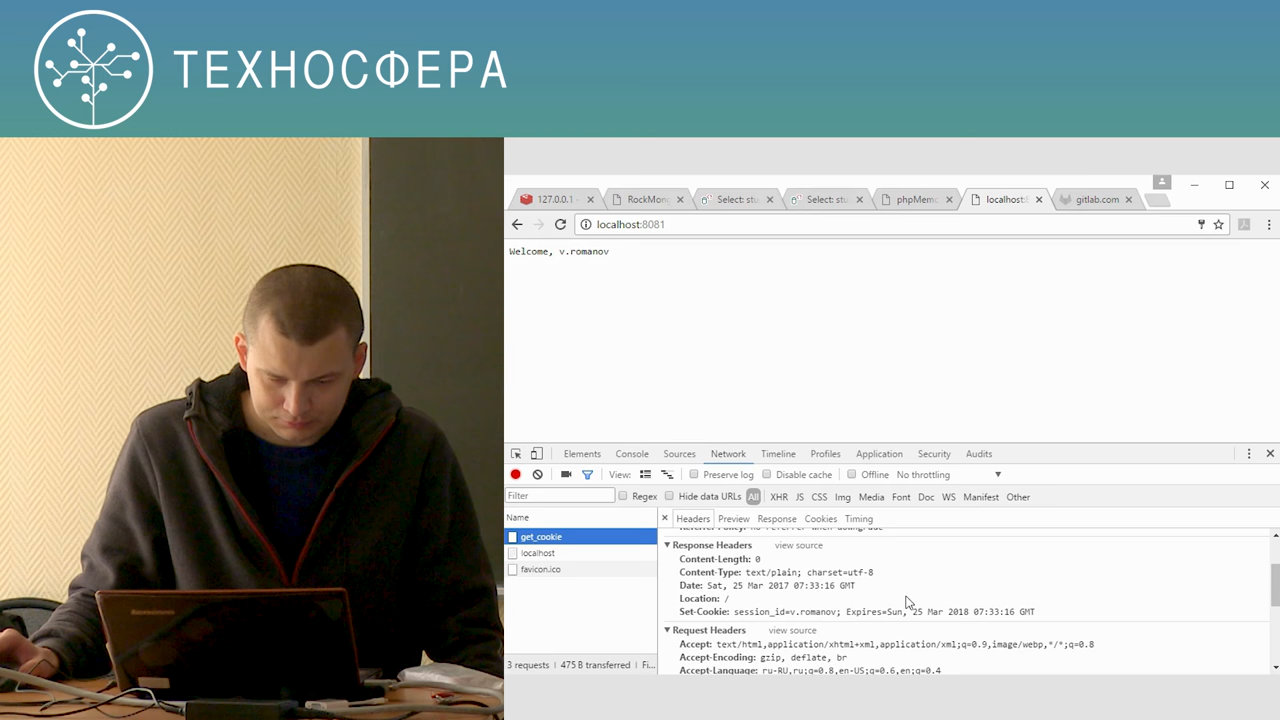 ТЕХНОСФЕРА
127.0.0.1 -
RockMon
Select: stu
Select: stu
phpMemc
localhost:
gitlab.com
localhost:8081
Welcome, v.romanov
Elements Console Sources Network Timeline Profiles Application Security Audits
View: Preserve log Disable cache Offline No throttling
Filter Regex Hide data URLs All XHR JS CSS Img Media Font Doc WS Manifest Other
Name
Headers Preview Response Cookies Timing
get_cookie
localhost
favicon.ico
Response Headers view source
Content-Length: 0
Content-Type: text/plain; charset=utf-8
Date: Sat, 25 Mar 2017 07:33:16 GMT
Location: /
Set-Cookie: session_id=v.romanov; Expires=Sun, 25 Mar 2018 07:33:16 GMT
Request Headers view source
Accept: text/html,application/xhtml+xml,application/xml;q=0.9,image/webp,*/*;q=0.8
Accept-Encoding: gzip, deflate, br
Accept-Language: ru-RU,ru;q=0.8,en-US;q=0.6,en;q=0.4
3 requests | 475 B transferred | Fi...